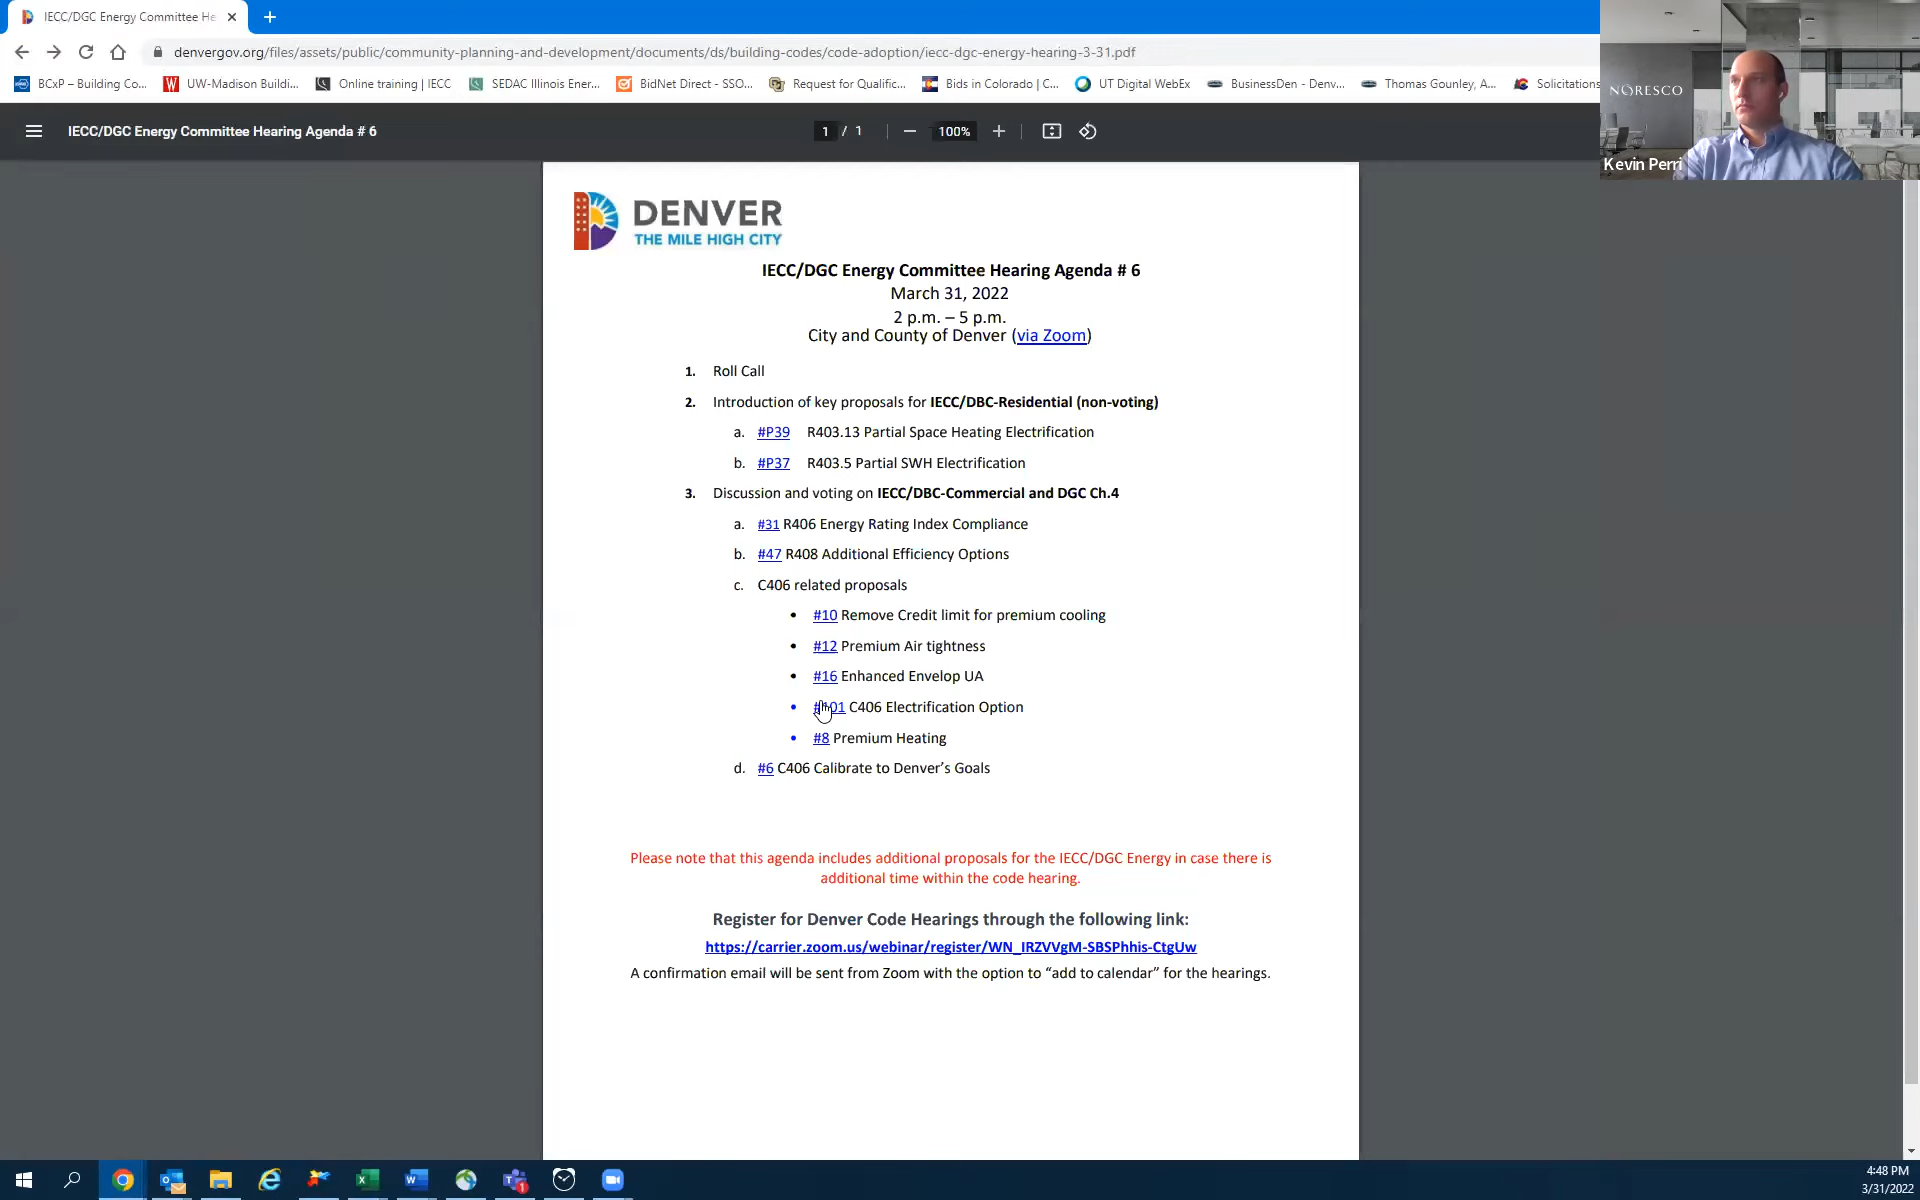 IECC/DGC Energy Committee He
denvergov.org/files/assets/public/community-planning-and-development/documents/ds/building-codes/code-adoption/iecc-dgc-energy-hearing-3-31.pdf
BCxP – Building Co... UW-Madison Buildi... Online training | IECC SEDAC Illinois Ener... BidNet Direct - SSO... Request for Qualific... Bids in Colorado | C... UT Digital WebEx BusinessDen - Denv... Thomas Gounley, A... Solicitations
NORESCO
Kevin Perri
IECC/DGC Energy Committee Hearing Agenda # 6 1 / 1 100%
DENVER
THE MILE HIGH CITY
IECC/DGC Energy Committee Hearing Agenda # 6
March 31, 2022
2 p.m. – 5 p.m.
City and County of Denver (via Zoom)
1. Roll Call
2. Introduction of key proposals for IECC/DBC-Residential (non-voting)
a. #P39 R403.13 Partial Space Heating Electrification
b. #P37 R403.5 Partial SWH Electrification
3. Discussion and voting on IECC/DBC-Commercial and DGC Ch.4
a. #31 R406 Energy Rating Index Compliance
b. #47 R408 Additional Efficiency Options
c. C406 related proposals
• #10 Remove Credit limit for premium cooling
• #12 Premium Air tightness
• #16 Enhanced Envelop UA
• #101 C406 Electrification Option
• #8 Premium Heating
d. #6 C406 Calibrate to Denver’s Goals
Please note that this agenda includes additional proposals for the IECC/DGC Energy in case there is
additional time within the code hearing.
Register for Denver Code Hearings through the following link:
https://carrier.zoom.us/webinar/register/WN_IRZVVgM-SBSPhhis-CtgUw
A confirmation email will be sent from Zoom with the option to “add to calendar” for the hearings.
4:48 PM
3/31/2022